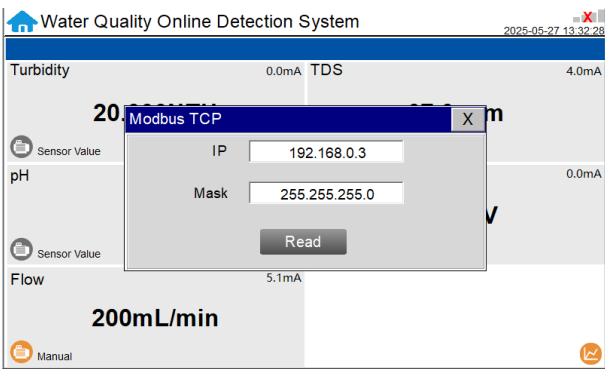 Water Quality Online Detection System
2025-05-27 13:32:28
Turbidity
0.0mA
TDS
4.0mA
Modbus TCP
X
IP
192.168.0.3
Mask
255.255.255.0
Read
Sensor Value
pH
0.0mA
Sensor Value
Flow
5.1mA
200mL/min
Manual